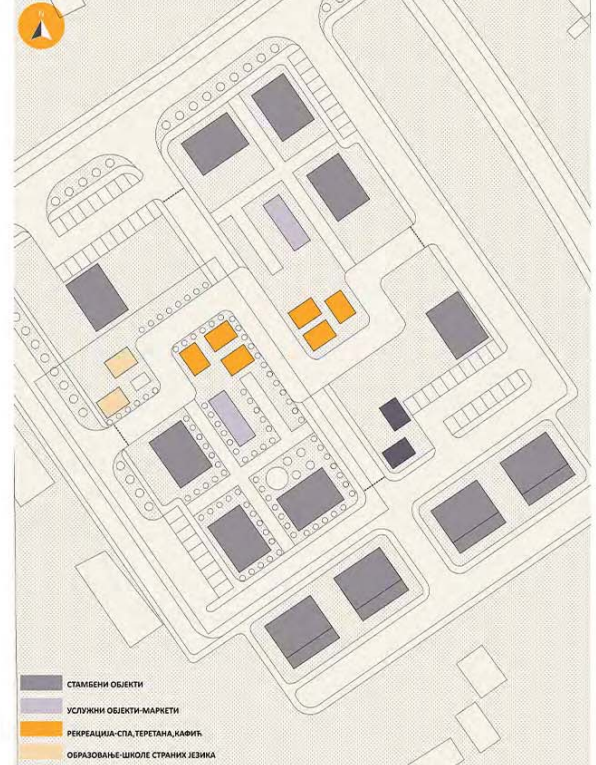 N
СТАМБЕНИ ОБЈЕКТИ
УСЛУЖНИ ОБЈЕКТИ-МАРКЕТИ
РЕКРЕАЦИЈА-СПА,ТЕРЕТАНА,КАФИЋ
ОБРАЗОВАЊЕ-ШКОЛЕ СТРАНИХ ЈЕЗИКА